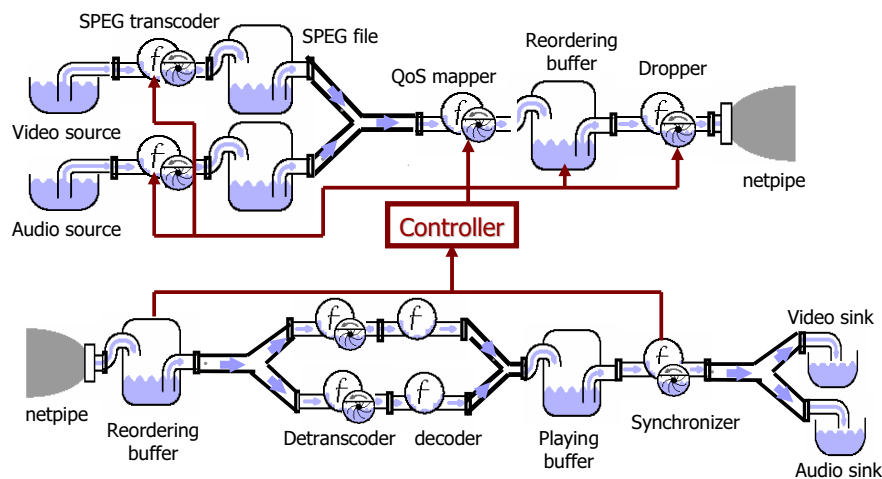 SPEG transcoder
SPEG file
Video source
Audio source
QoS mapper
Reordering
buffer
Dropper
netpipe
f
f
f
f
Controller
netpipe
Reordering
buffer
f
f
f
f
Detranscoder
decoder
Playing
buffer
f
Synchronizer
Video sink
Audio sink